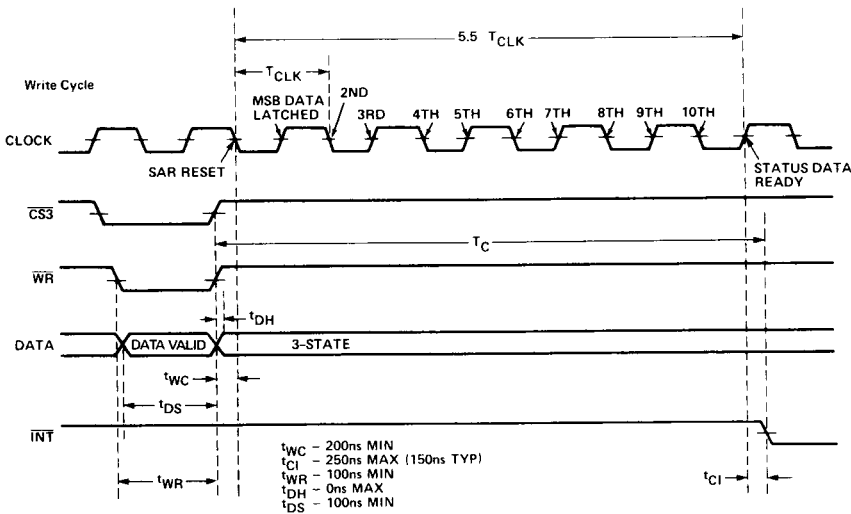 5.5 TCLK
TCLK
Write Cycle
MSB DATA
LATCHED
2ND
3RD
4TH
5TH
6TH
7TH
8TH
9TH
10TH
CLOCK
SAR RESET
STATUS DATA
READY
CS3
TC
WR
tDH
DATA
DATA VALID
3-STATE
tWC
tDS
INT
tWC – 200ns MIN
tCI – 250ns MAX (150ns TYP)
tWR – 100ns MIN
tDH – 0ns MAX
tDS – 100ns MIN
tWR
tCI